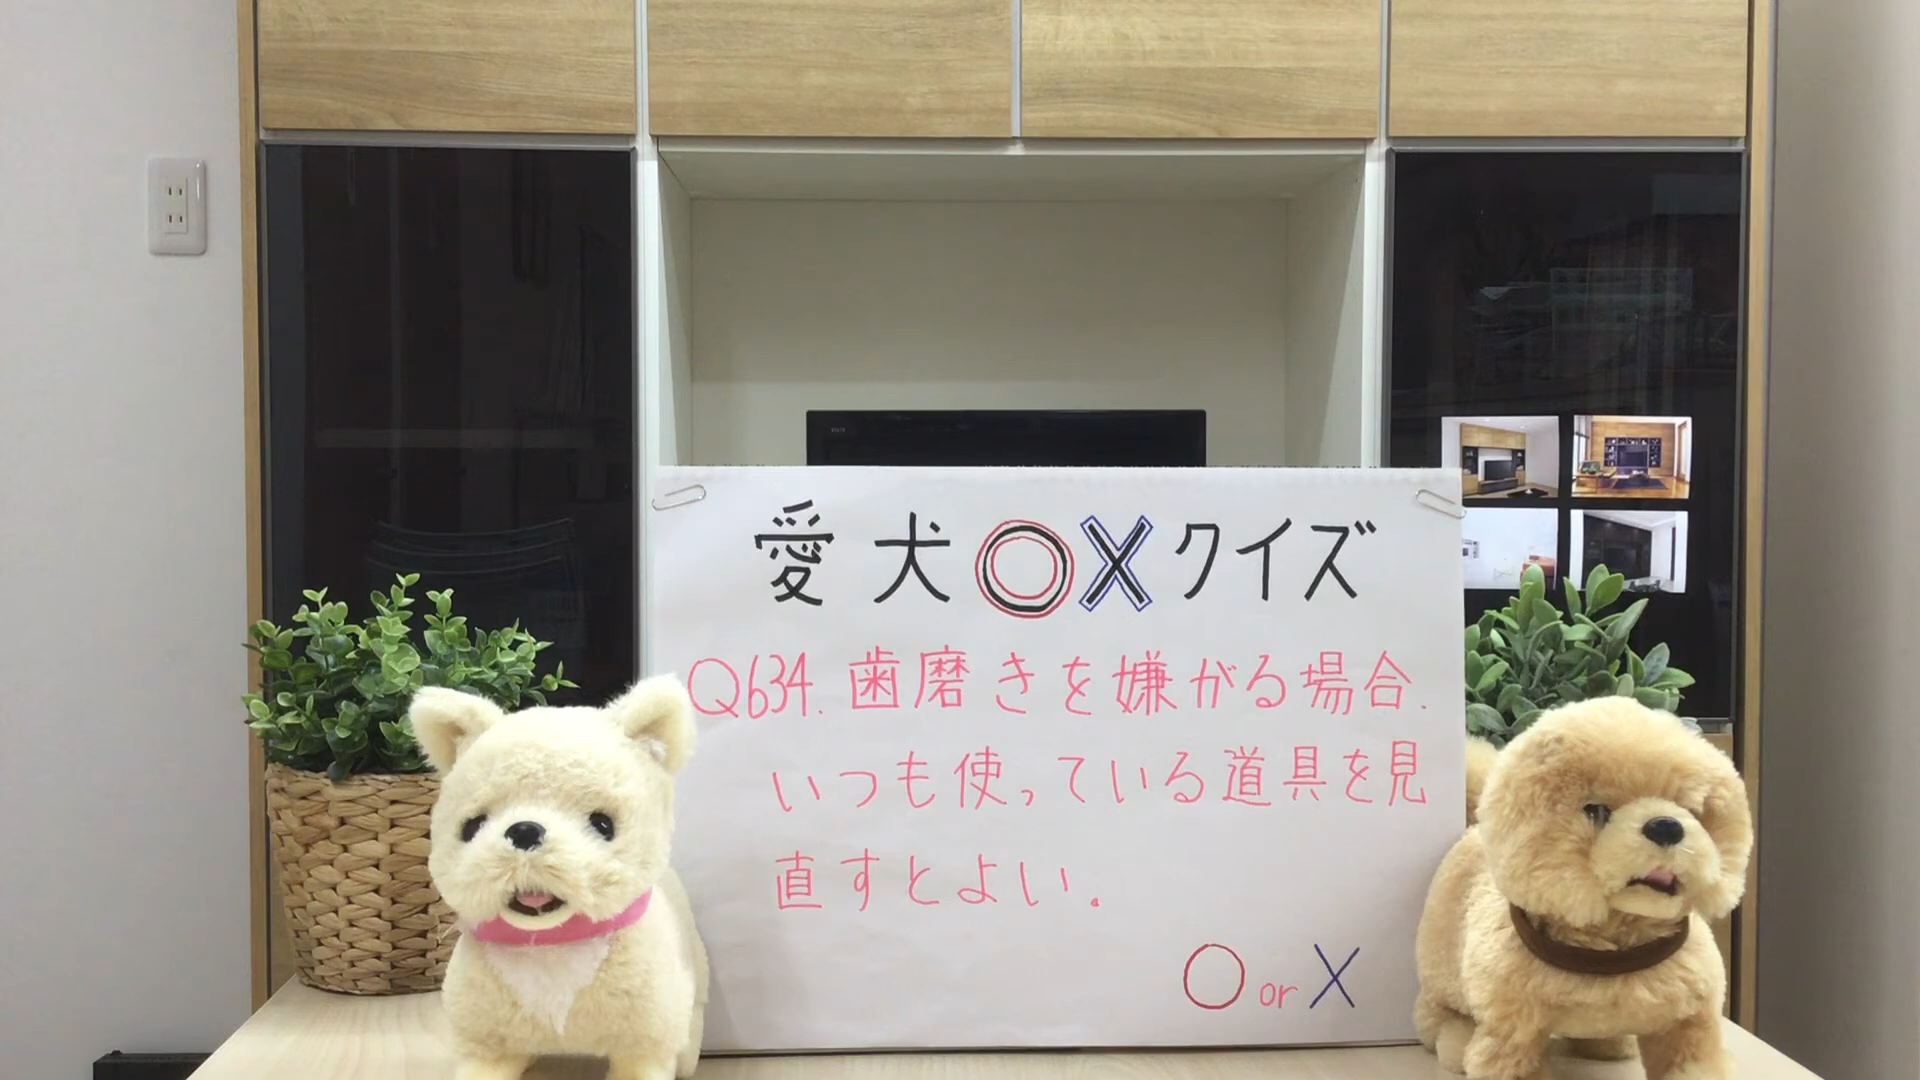 愛犬○×クイズ
Q634.歯磨きを嫌がる場合、
いつも使っている道具を見
直すとよい。
○ or ×